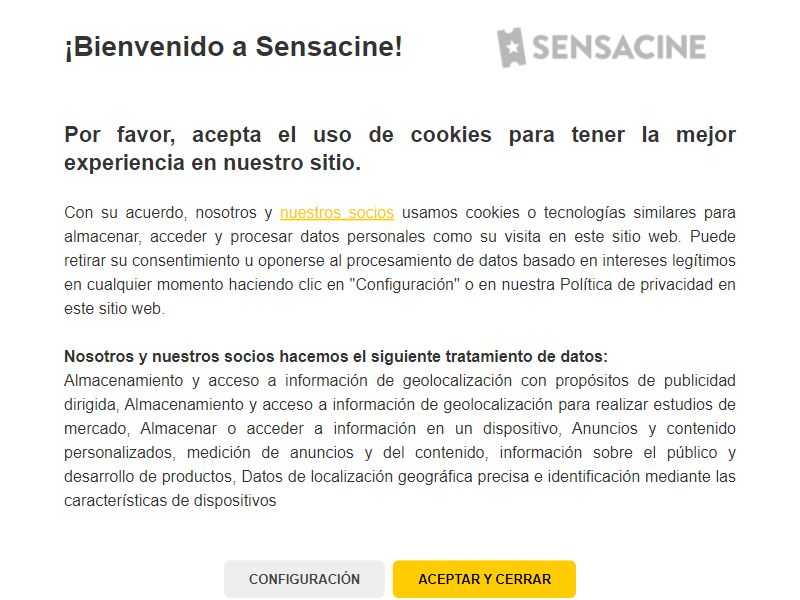 ¡Bienvenido a Sensacine!
SENSACINE
Por favor, acepta el uso de cookies para tener la mejor
experiencia en nuestro sitio.
Con su acuerdo, nosotros y nuestros socios usamos cookies o tecnologías similares para
almacenar, acceder y procesar datos personales como su visita en este sitio web. Puede
retirar su consentimiento u oponerse al procesamiento de datos basado en intereses legítimos
en cualquier momento haciendo clic en "Configuración" o en nuestra Política de privacidad en
este sitio web.
Nosotros y nuestros socios hacemos el siguiente tratamiento de datos:
Almacenamiento y acceso a información de geolocalización con propósitos de publicidad
dirigida, Almacenamiento y acceso a información de geolocalización para realizar estudios de
mercado, Almacenar o acceder a información en un dispositivo, Anuncios y contenido
personalizados, medición de anuncios y del contenido, información sobre el público y
desarrollo de productos, Datos de localización geográfica precisa e identificación mediante las
características de dispositivos
CONFIGURACIÓN
ACEPTAR Y CERRAR